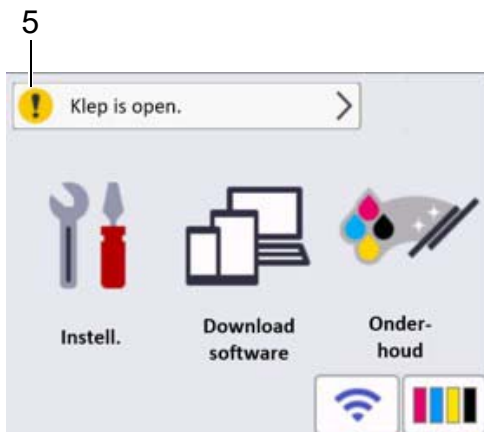 5
Klep is open.
Instell.
Download
software
Onder-
houd